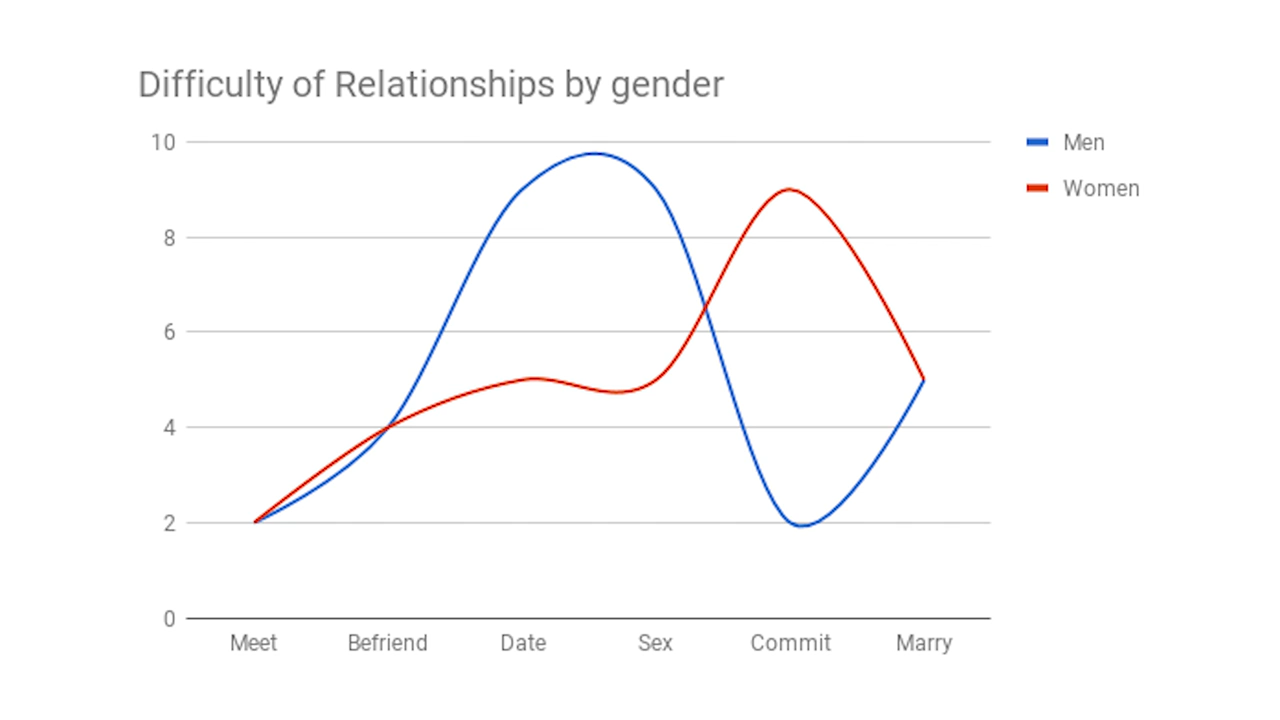 Difficulty of Relationships by gender
10
8
6
4
2
0
Men
Women
Meet Befriend Date Sex Commit Marry